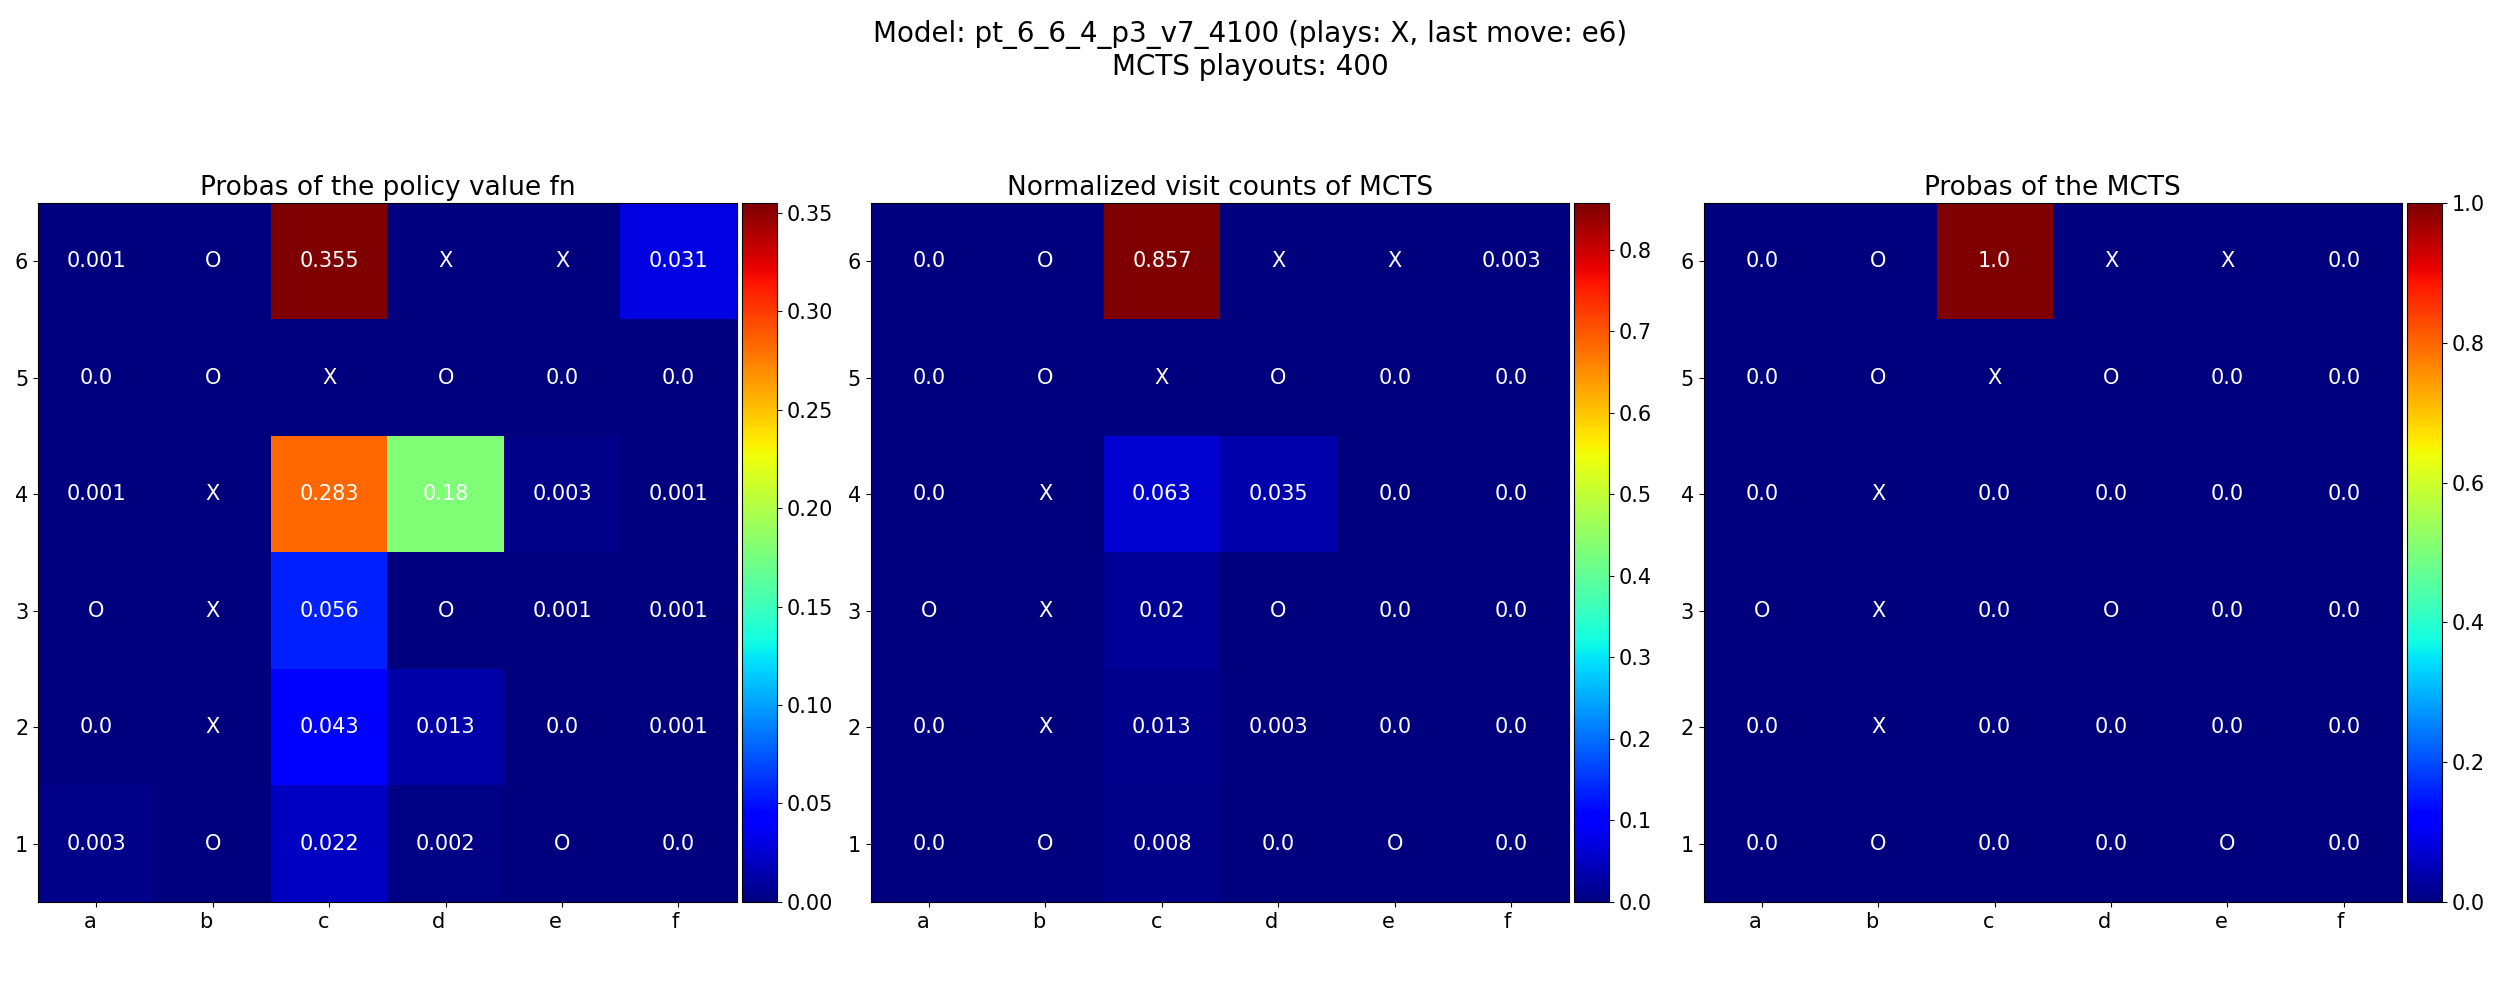 Model: pt_6_6_4_p3_v7_4100 (plays: X, last move: e6)
MCTS playouts: 400
Probas of the policy value fn
6 0.001 O 0.355 X X 0.031
5 0.0 O X O 0.0 0.0
4 0.001 X 0.283 0.18 0.003 0.001
3 O X 0.056 O 0.001 0.001
2 0.0 X 0.043 0.013 0.0 0.001
1 0.003 O 0.022 0.002 O 0.0
a b c d e f
0.35
0.30
0.25
0.20
0.15
0.10
0.05
0.00
Normalized visit counts of MCTS
6 0.0 O 0.857 X X 0.003
5 0.0 O X O 0.0 0.0
4 0.0 X 0.063 0.035 0.0 0.0
3 O X 0.02 O 0.0 0.0
2 0.0 X 0.013 0.003 0.0 0.0
1 0.0 O 0.008 0.0 O 0.0
a b c d e f
0.8
0.7
0.6
0.5
0.4
0.3
0.2
0.1
0.0
Probas of the MCTS
6 0.0 O 1.0 X X 0.0
5 0.0 O X O 0.0 0.0
4 0.0 X 0.0 0.0 0.0 0.0
3 O X 0.0 O 0.0 0.0
2 0.0 X 0.0 0.0 0.0 0.0
1 0.0 O 0.0 0.0 O 0.0
a b c d e f
1.0
0.8
0.6
0.4
0.2
0.0